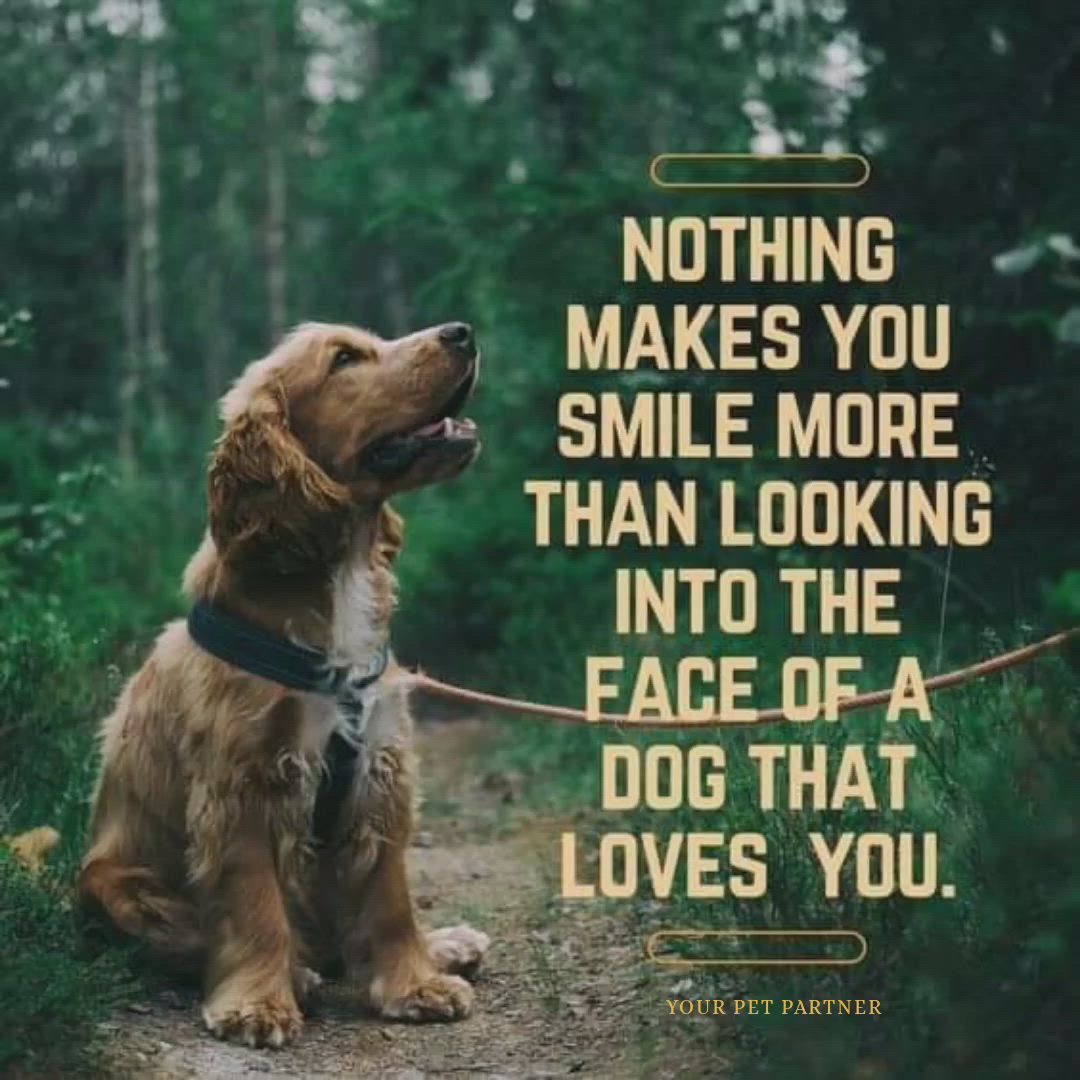 NOTHING
MAKES YOU
SMILE MORE
THAN LOOKING
INTO THE
FACE OF A
DOG THAT
LOVES YOU.
YOUR PET PARTNER